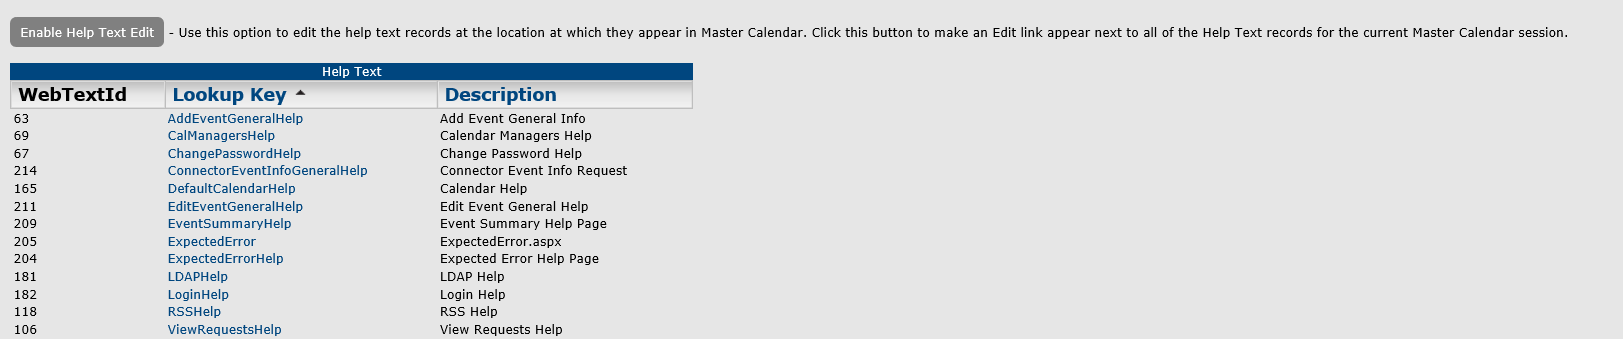 Enable Help Text Edit - Use this option to edit the help text records at the location at which they appear in Master Calendar. Click this button to make an Edit link appear next to all of the Help Text records for the current Master Calendar session.
Help Text
WebTextId Lookup Key Description
63 AddEventGeneralHelp Add Event General Info
69 CalManagersHelp Calendar Managers Help
67 ChangePasswordHelp Change Password Help
214 ConnectorEventInfoGeneralHelp Connector Event Info Request
165 DefaultCalendarHelp Calendar Help
211 EditEventGeneralHelp Edit Event General Help
209 EventSummaryHelp Event Summary Help Page
205 ExpectedError ExpectedError.aspx
204 ExpectedErrorHelp Expected Error Help Page
181 LDAPHelp LDAP Help
182 LoginHelp Login Help
118 RSSHelp RSS Help
106 ViewRequestsHelp View Requests Help